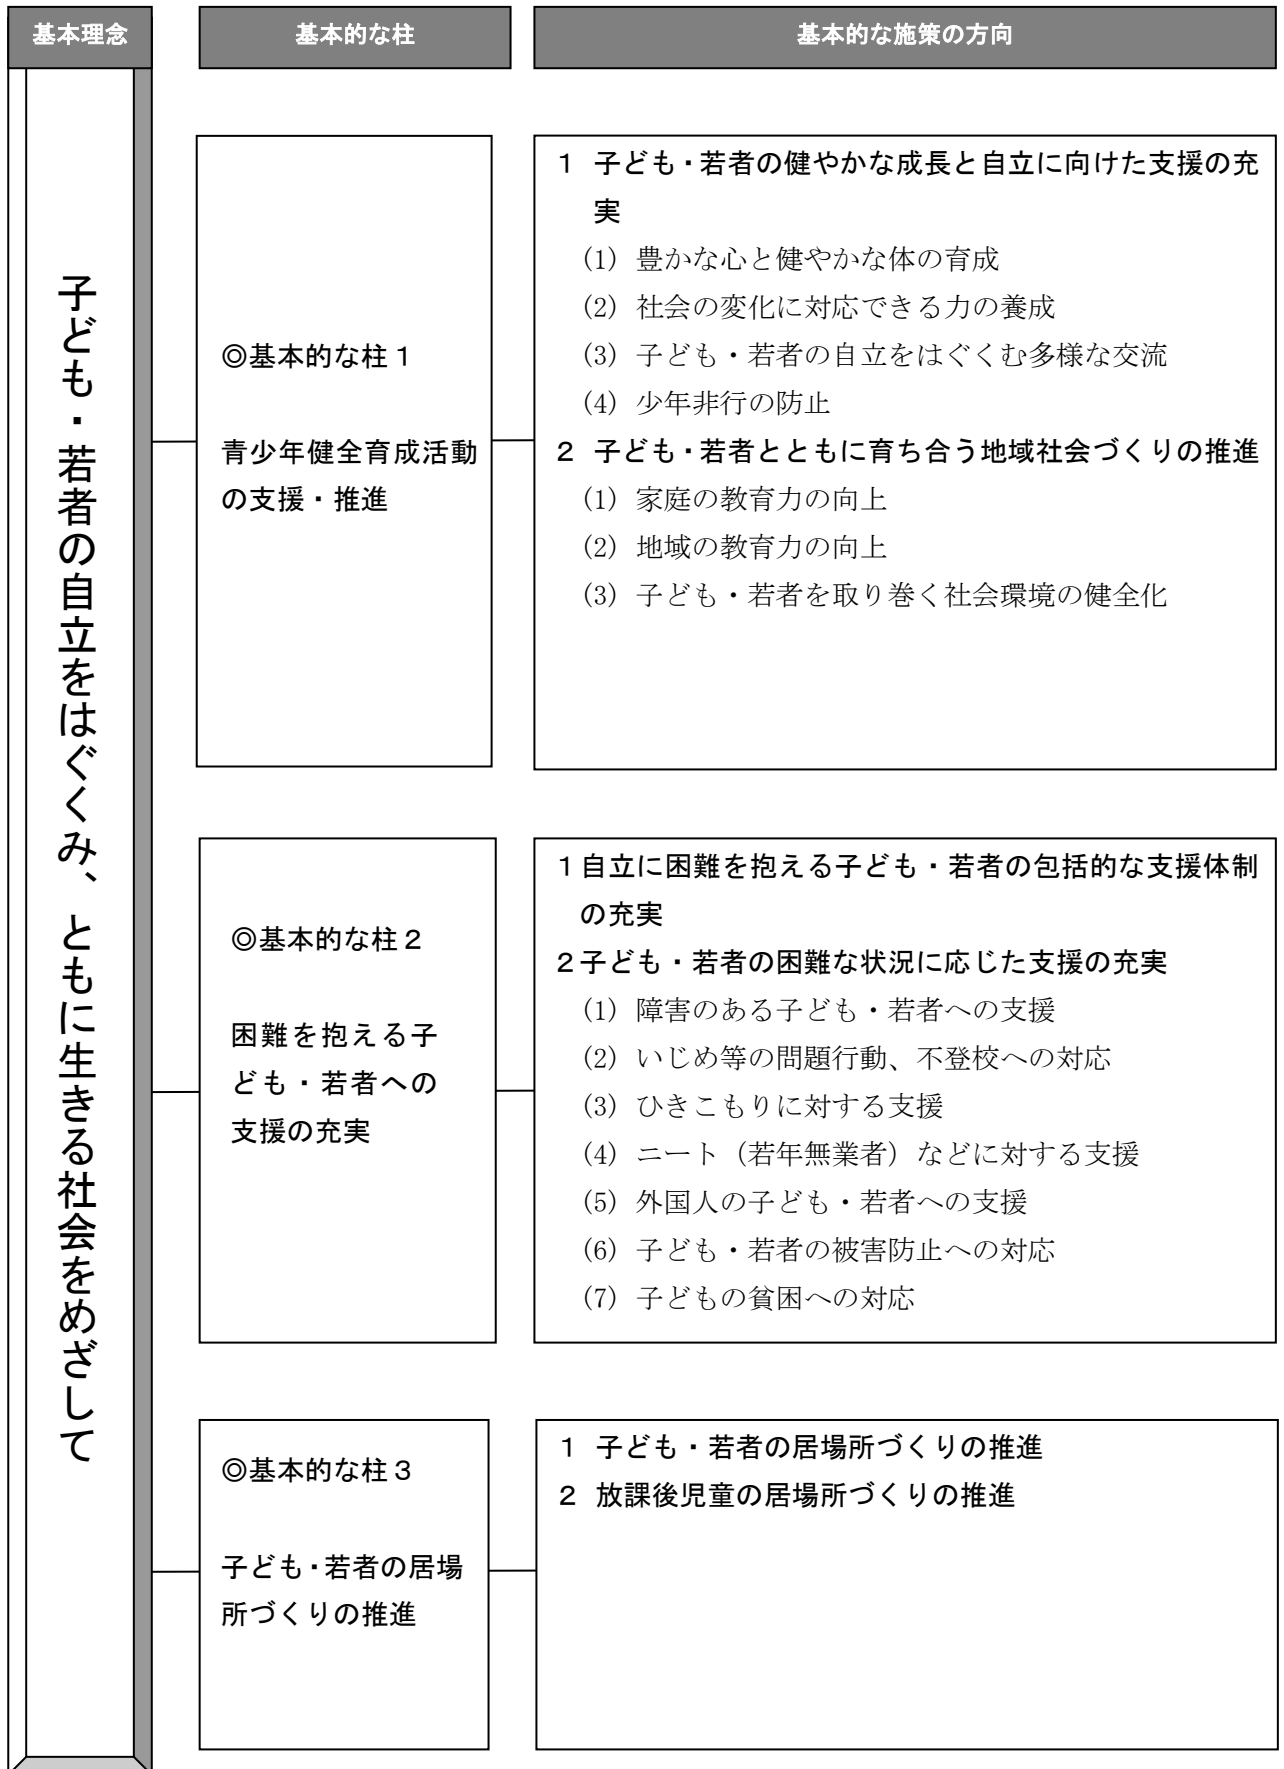 基本理念
基本的な柱
基本的な施策の方向
子ども・若者の自立をはぐくみ、ともに生きる社会をめざして
◎基本的な柱1
青少年健全育成活動
の支援・推進
1 子ども・若者の健やかな成長と自立に向けた支援の充
実
(1) 豊かな心と健やかな体の育成
(2) 社会の変化に対応できる力の養成
(3) 子ども・若者の自立をはぐくむ多様な交流
(4) 少年非行の防止
2 子ども・若者とともに育ち合う地域社会づくりの推進
(1) 家庭の教育力の向上
(2) 地域の教育力の向上
(3) 子ども・若者を取り巻く社会環境の健全化
◎基本的な柱2
困難を抱える子
ども・若者への
支援の充実
1自立に困難を抱える子ども・若者の包括的な支援体制
の充実
2子ども・若者の困難な状況に応じた支援の充実
(1) 障害のある子ども・若者への支援
(2) いじめ等の問題行動、不登校への対応
(3) ひきこもりに対する支援
(4) ニート（若年無業者）などに対する支援
(5) 外国人の子ども・若者への支援
(6) 子ども・若者の被害防止への対応
(7) 子どもの貧困への対応
◎基本的な柱3
子ども・若者の居場
所づくりの推進
1 子ども・若者の居場所づくりの推進
2 放課後児童の居場所づくりの推進